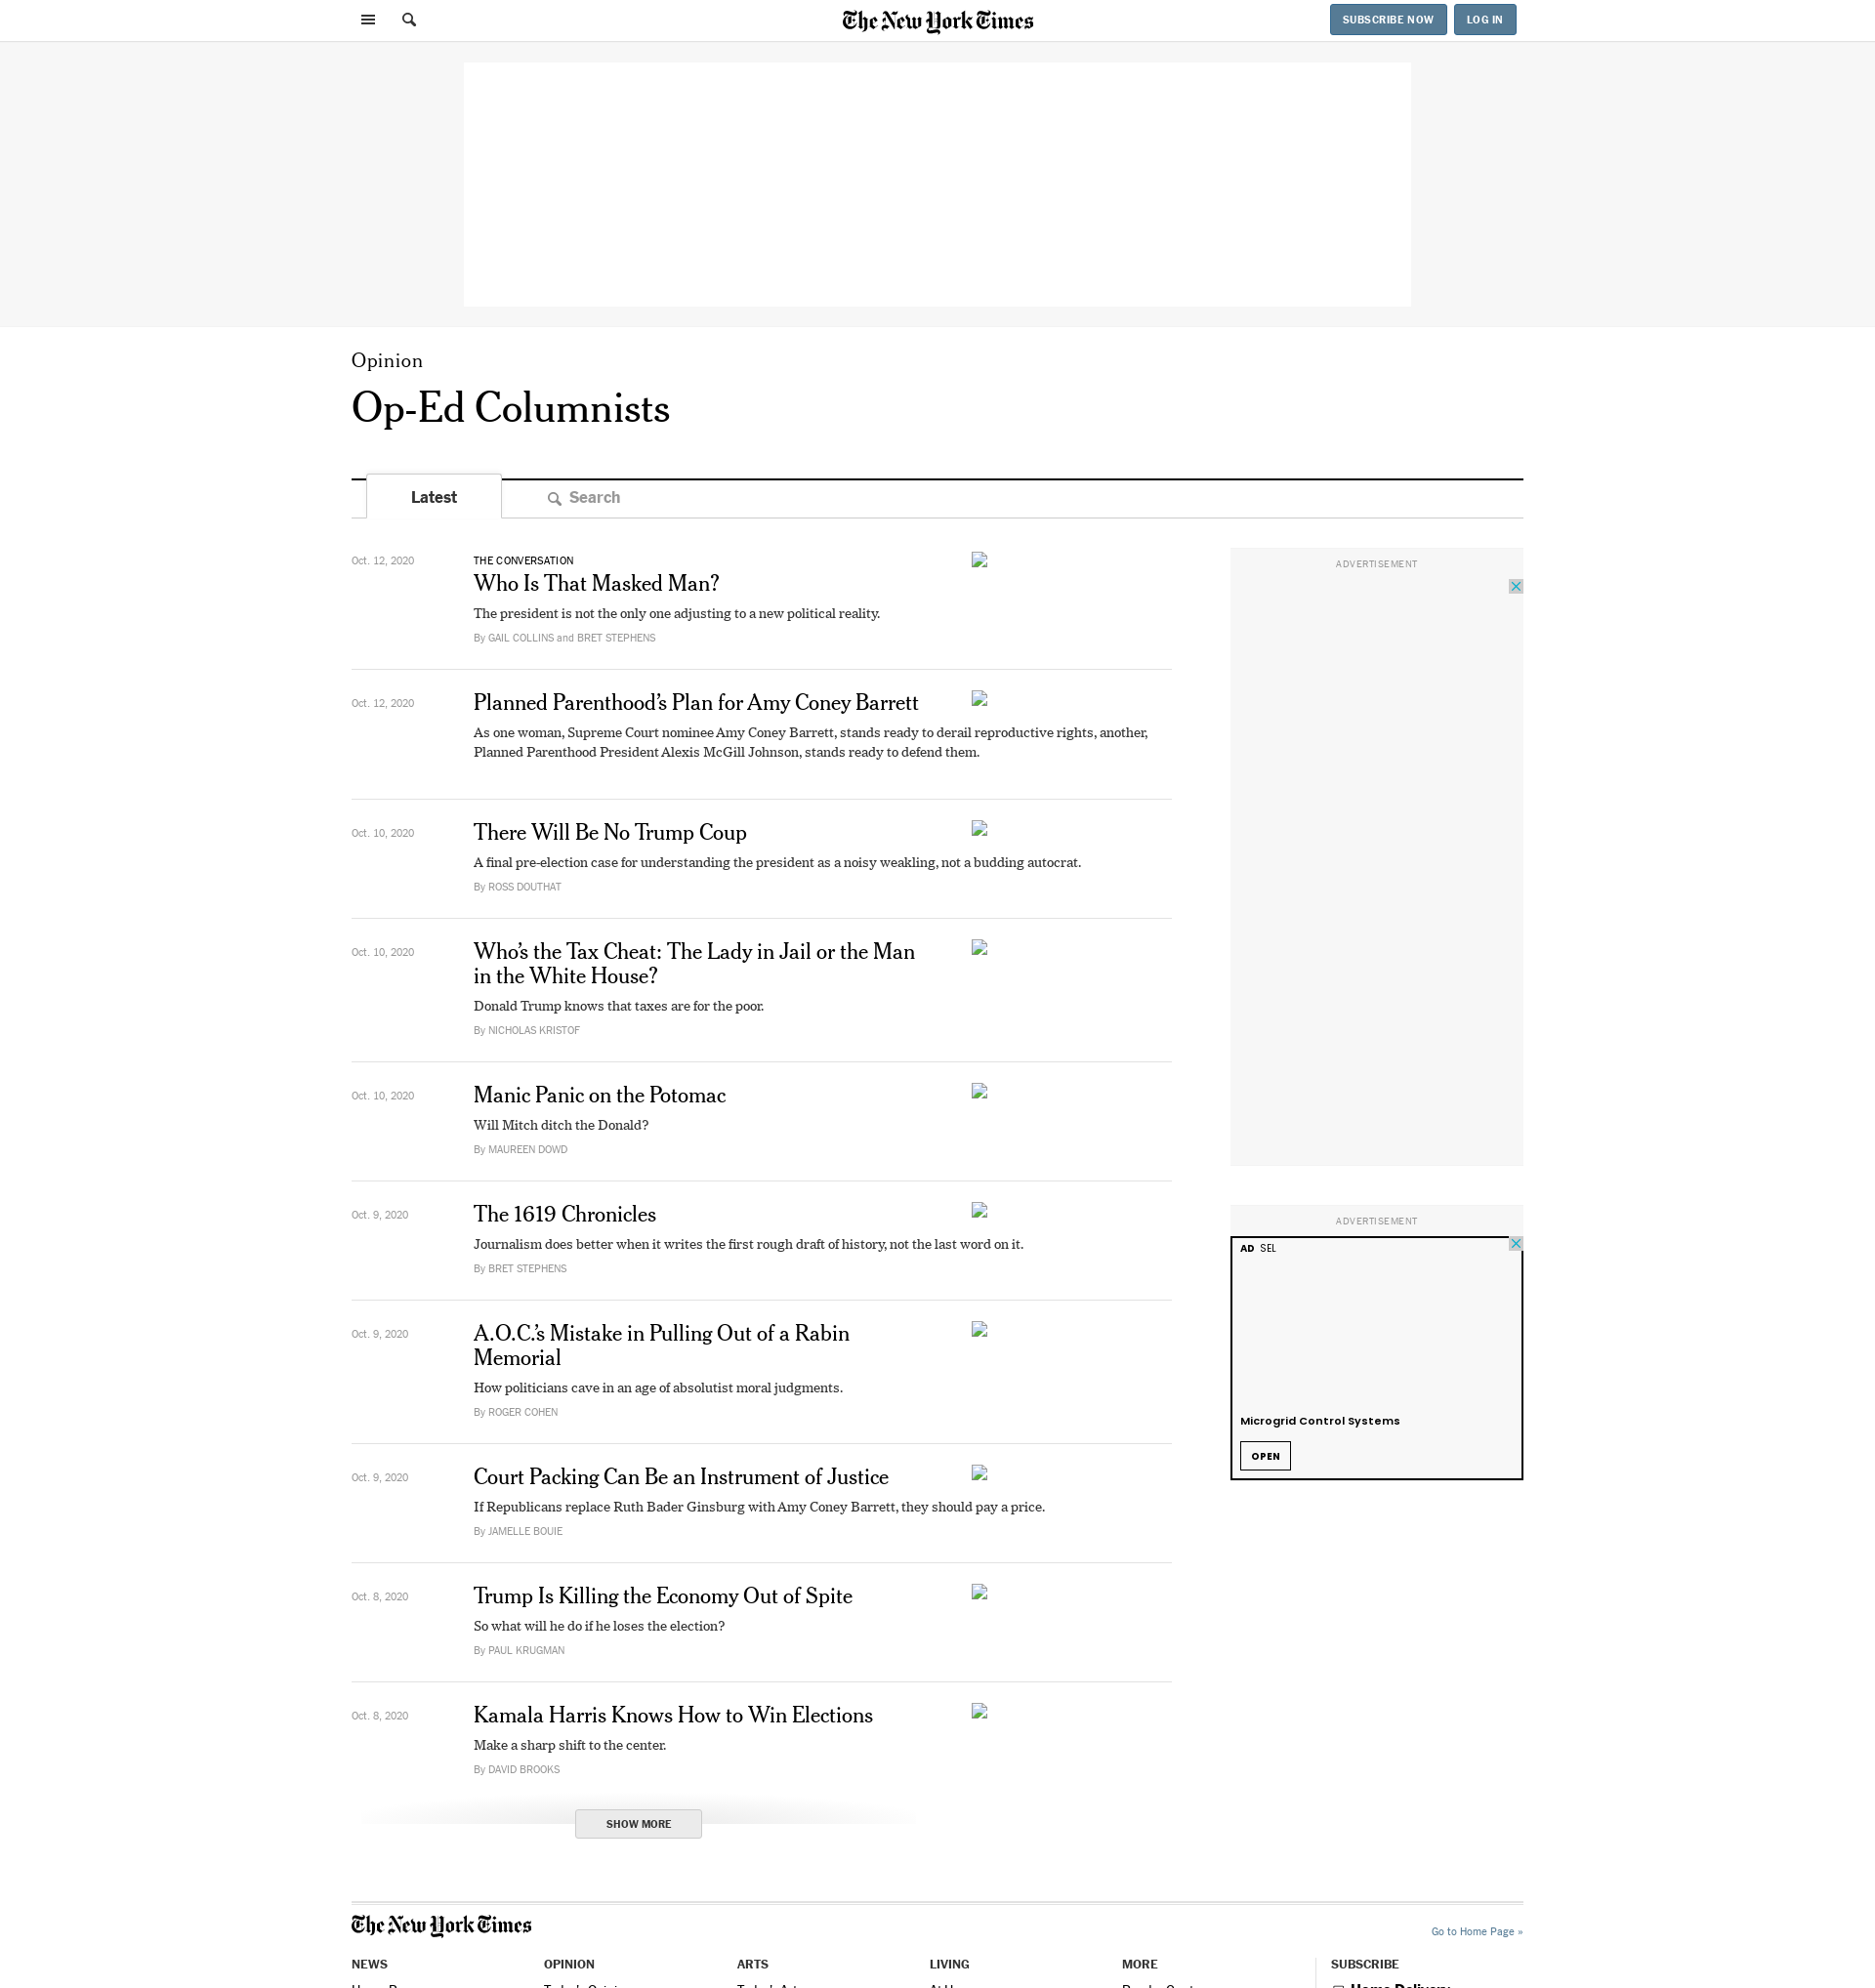 The New York Times
SUBSCRIBE NOW
LOG IN
Opinion
Op-Ed Columnists
Latest
Search
Oct. 12, 2020
THE CONVERSATION
Who Is That Masked Man?
The president is not the only one adjusting to a new political reality.
By GAIL COLLINS and BRET STEPHENS
Oct. 12, 2020
Planned Parenthood’s Plan for Amy Coney Barrett
As one woman, Supreme Court nominee Amy Coney Barrett, stands ready to derail reproductive rights, another,
Planned Parenthood President Alexis McGill Johnson, stands ready to defend them.
Oct. 10, 2020
There Will Be No Trump Coup
A final pre-election case for understanding the president as a noisy weakling, not a budding autocrat.
By ROSS DOUTHAT
Oct. 10, 2020
Who’s the Tax Cheat: The Lady in Jail or the Man
in the White House?
Donald Trump knows that taxes are for the poor.
By NICHOLAS KRISTOF
Oct. 10, 2020
Manic Panic on the Potomac
Will Mitch ditch the Donald?
By MAUREEN DOWD
Oct. 9, 2020
The 1619 Chronicles
Journalism does better when it writes the first rough draft of history, not the last word on it.
By BRET STEPHENS
Oct. 9, 2020
A.O.C.’s Mistake in Pulling Out of a Rabin
Memorial
How politicians cave in an age of absolutist moral judgments.
By ROGER COHEN
Oct. 9, 2020
Court Packing Can Be an Instrument of Justice
If Republicans replace Ruth Bader Ginsburg with Amy Coney Barrett, they should pay a price.
By JAMELLE BOUIE
Oct. 8, 2020
Trump Is Killing the Economy Out of Spite
So what will he do if he loses the election?
By PAUL KRUGMAN
Oct. 8, 2020
Kamala Harris Knows How to Win Elections
Make a sharp shift to the center.
By DAVID BROOKS
SHOW MORE
ADVERTISEMENT
ADVERTISEMENT
AD SEL
Microgrid Control Systems
OPEN
The New York Times
Go to Home Page »
NEWS
OPINION
ARTS
LIVING
MORE
SUBSCRIBE
Home Delivery